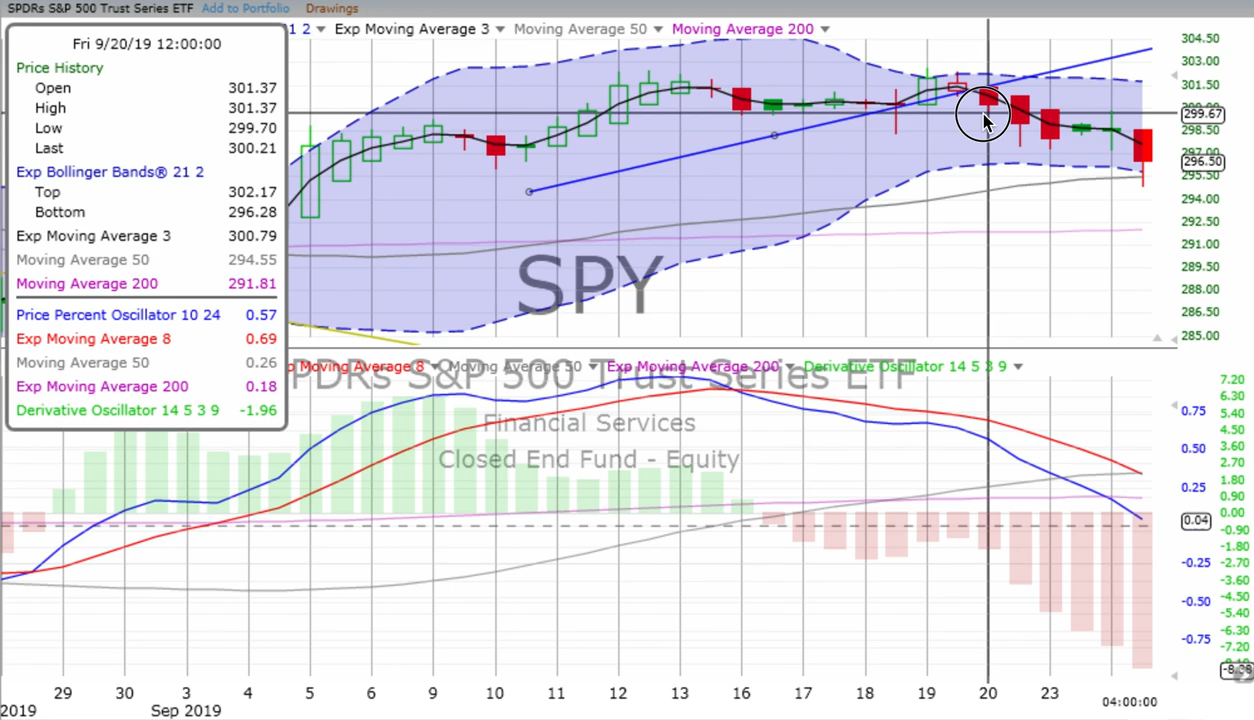 SPDRs S&P 500 Trust Series ETF Add to Portfolio Drawings
1 2 Exp Moving Average 3 Moving Average 50 Moving Average 200
Fri 9/20/19 12:00:00
Price History
Open 301.37
High 301.37
Low 299.70
Last 300.21
Exp Bollinger Bands® 21 2
Top 302.17
Bottom 296.28
Exp Moving Average 3 300.79
Moving Average 50 294.55
Moving Average 200 291.81
Price Percent Oscillator 10 24 0.57
Exp Moving Average 8 0.69
Moving Average 50 0.26
Exp Moving Average 200 0.18
Derivative Oscillator 14 5 3 9 -1.96
304.50
303.00
301.50
299.67
298.50
297.00
296.50
295.50
294.00
292.50
291.00
289.50
288.00
286.50
285.00
SPY
p Moving Average 8 Moving Average 50 Exp Moving Average 200 Derivative Oscillator 14 5 3 9
PDRs S&P 500 Trust Series ETF
Financial Services
Closed End Fund - Equity
0.75
0.50
0.25
0.04
-0.25
-0.50
-0.75
7.20
6.30
5.40
4.50
3.60
2.70
1.80
0.90
0.00
-0.90
-1.80
-2.70
-3.60
-4.50
-5.40
-6.30
-7.20
29 30 3 4 5 6 9 10 11 12 13 16 17 18 19 20 23
2019 Sep 2019 04:00:00